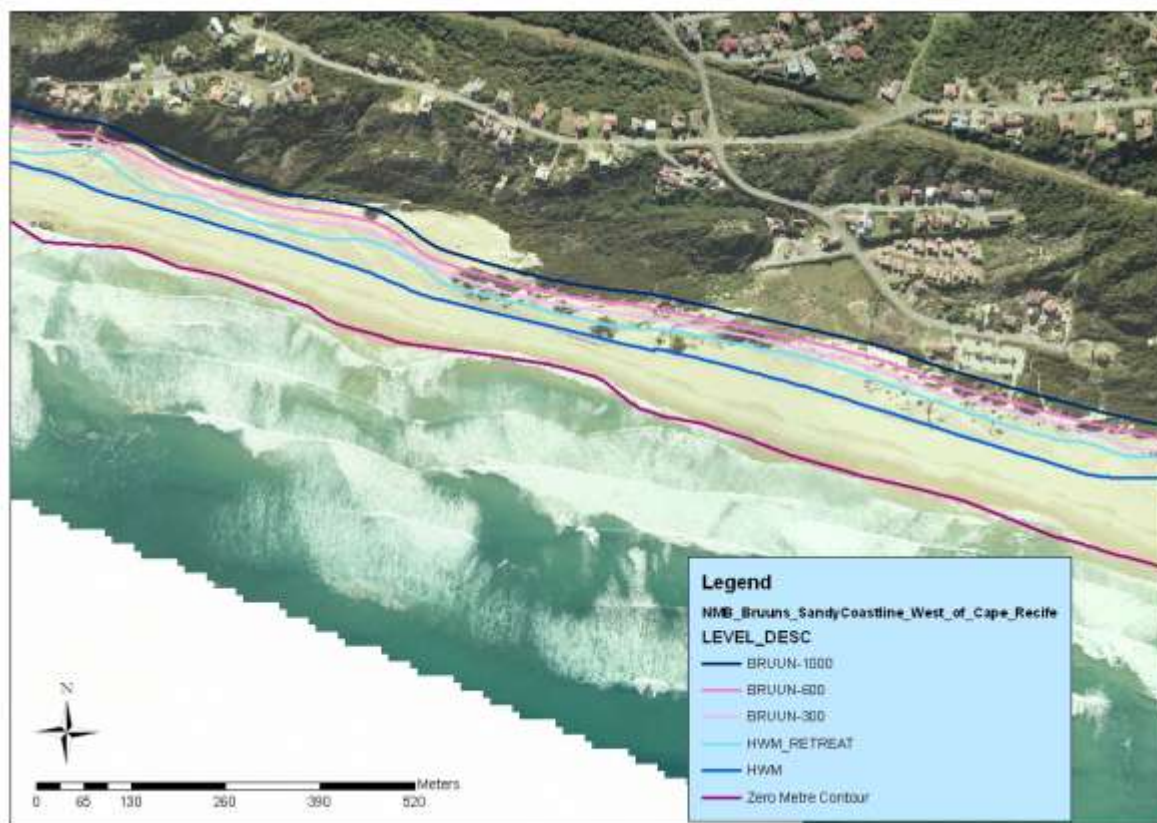 Legend
NMB_Bruuns_SandyCoastline_West_of_Cape_Recife
LEVEL_DESC
BRUUN-1000
BRUUN-600
BRUUN-300
HWM_RETREAT
HWM
Zero Metre Contour
N
Meters
0 65 130 260 390 520